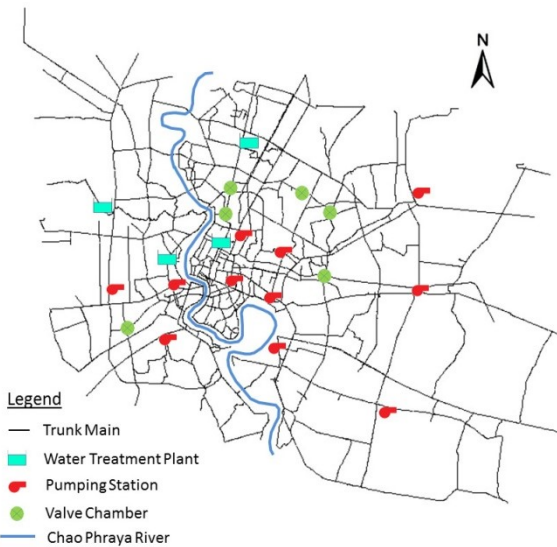 N
Legend
Trunk Main
Water Treatment Plant
Pumping Station
Valve Chamber
Chao Phraya River